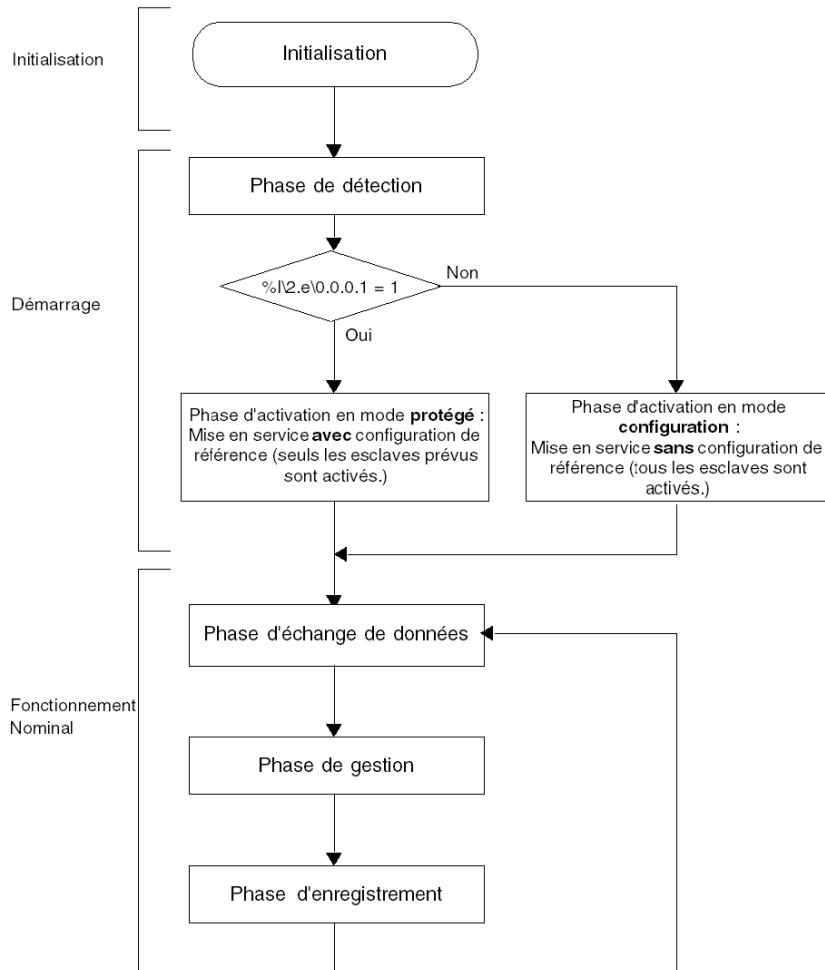 Initialisation
Initialisation
Phase de détection
Démarrage
%I\2.e\0.0.0.1 = 1
Non
Oui
Phase d'activation en mode protégé :
Mise en service avec configuration de
référence (seuls les esclaves prévus
sont activés.)
Phase d'activation en mode
configuration :
Mise en service sans configuration de
référence (tous les esclaves sont
activés.)
Phase d'échange de données
Fonctionnement
Nominal
Phase de gestion
Phase d'enregistrement